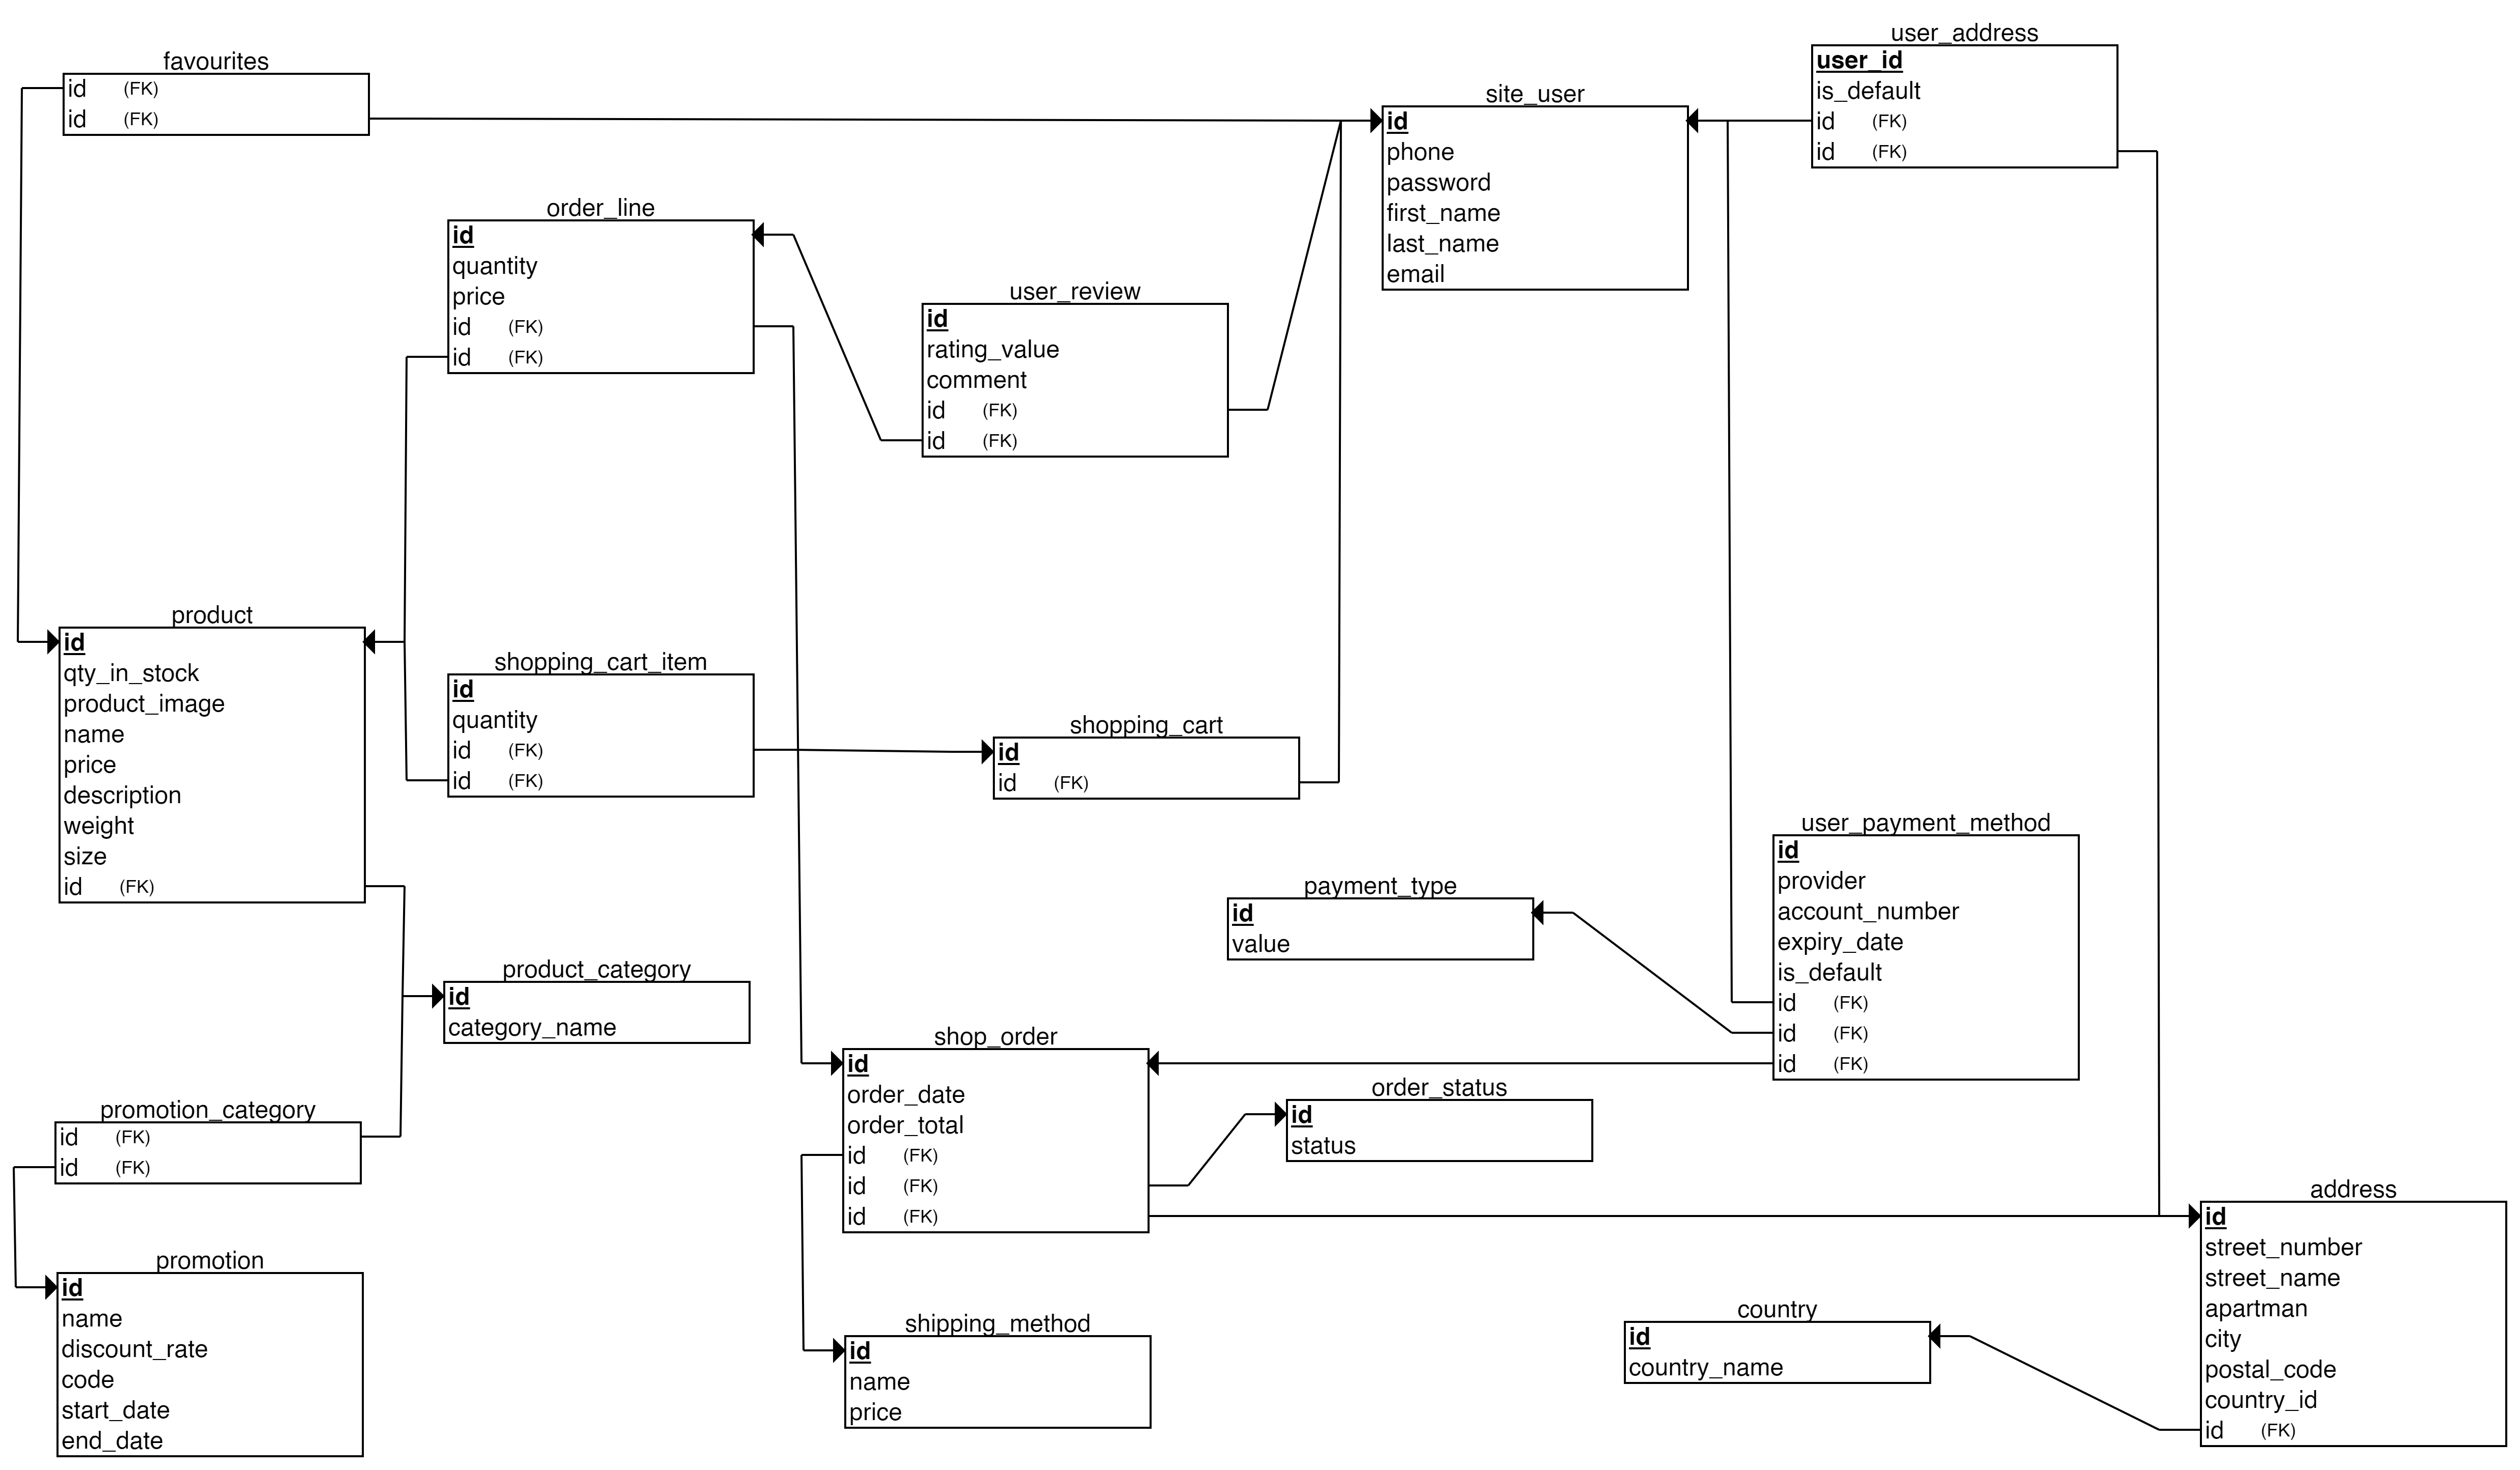 favourites
id (FK)
id (FK)
user_address
user_id
is_default
id (FK)
id (FK)
site_user
id
phone
password
first_name
last_name
email
order_line
id
quantity
price
id (FK)
id (FK)
user_review
id
rating_value
comment
id (FK)
id (FK)
product
id
qty_in_stock
product_image
name
price
description
weight
size
id (FK)
shopping_cart_item
id
quantity
id (FK)
id (FK)
shopping_cart
id
id (FK)
user_payment_method
id
provider
account_number
expiry_date
is_default
id (FK)
id (FK)
id (FK)
payment_type
id
value
product_category
id
category_name
shop_order
id
order_date
order_total
id (FK)
id (FK)
id (FK)
order_status
id
status
promotion_category
id (FK)
id (FK)
address
id
street_number
street_name
apartman
city
postal_code
country_id
id (FK)
promotion
id
name
discount_rate
code
start_date
end_date
shipping_method
id
name
price
country
id
country_name